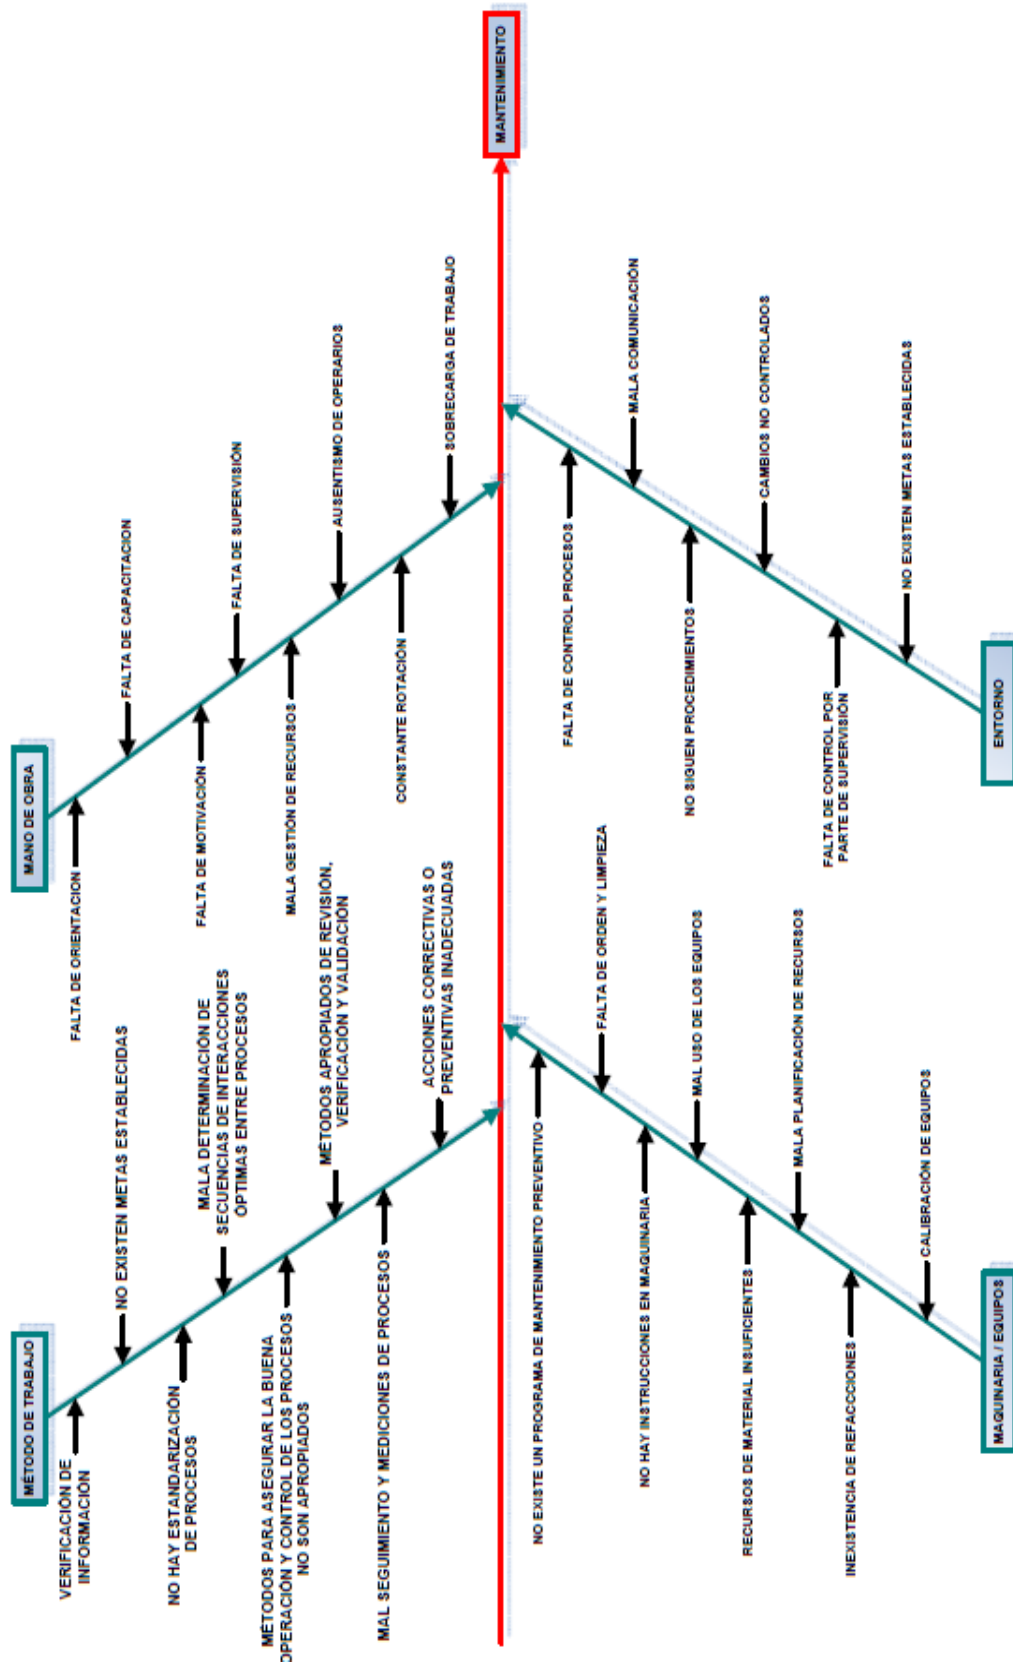 MÉTODO DE TRABAJO
VERIFICACIÓN DE
INFORMACIÓN
NO EXISTEN METAS ESTABLECIDAS
NO HAY ESTANDARIZACIÓN
DE PROCESOS
MALA DETERMINACIÓN DE
SECUENCIAS DE INTERACCIONES
OPTIMAS ENTRE PROCESOS
MÉTODOS PARA ASEGURAR LA BUENA
OPERACIÓN Y CONTROL DE LOS PROCESOS
NO SON APROPIADOS
MÉTODOS APROPIADOS DE REVISIÓN,
VERIFICACIÓN Y VALIDACIÓN
MAL SEGUIMIENTO Y MEDICIONES DE PROCESOS
ACCIONES CORRECTIVAS O
PREVENTIVAS INADECUADAS
MANO DE OBRA
FALTA DE ORIENTACION
FALTA DE CAPACITACION
FALTA DE MOTIVACIÓN
FALTA DE SUPERVISIÓN
MALA GESTIÓN DE RECURSOS
AUSENTISMO DE OPERARIOS
CONSTANTE ROTACIÓN
SOBRECARGA DE TRABAJO
MANTENIMIENTO
NO EXISTE UN PROGRAMA DE MANTENIMIENTO PREVENTIVO
FALTA DE ORDEN Y LIMPIEZA
NO HAY INSTRUCCIONES EN MAQUINARIA
MAL USO DE LOS EQUIPOS
RECURSOS DE MATERIAL INSUFICIENTES
MALA PLANIFICACIÓN DE RECURSOS
INEXISTENCIA DE REFACCCIONES
CALIBRACIÓN DE EQUIPOS
MAQUINARIA / EQUIPOS
FALTA DE CONTROL PROCESOS
MALA COMUNICACIÓN
NO SIGUEN PROCEDIMIENTOS
CAMBIOS NO CONTROLADOS
FALTA DE CONTROL POR
PARTE DE SUPERVISIÓN
NO EXISTEN METAS ESTABLECIDAS
ENTORNO